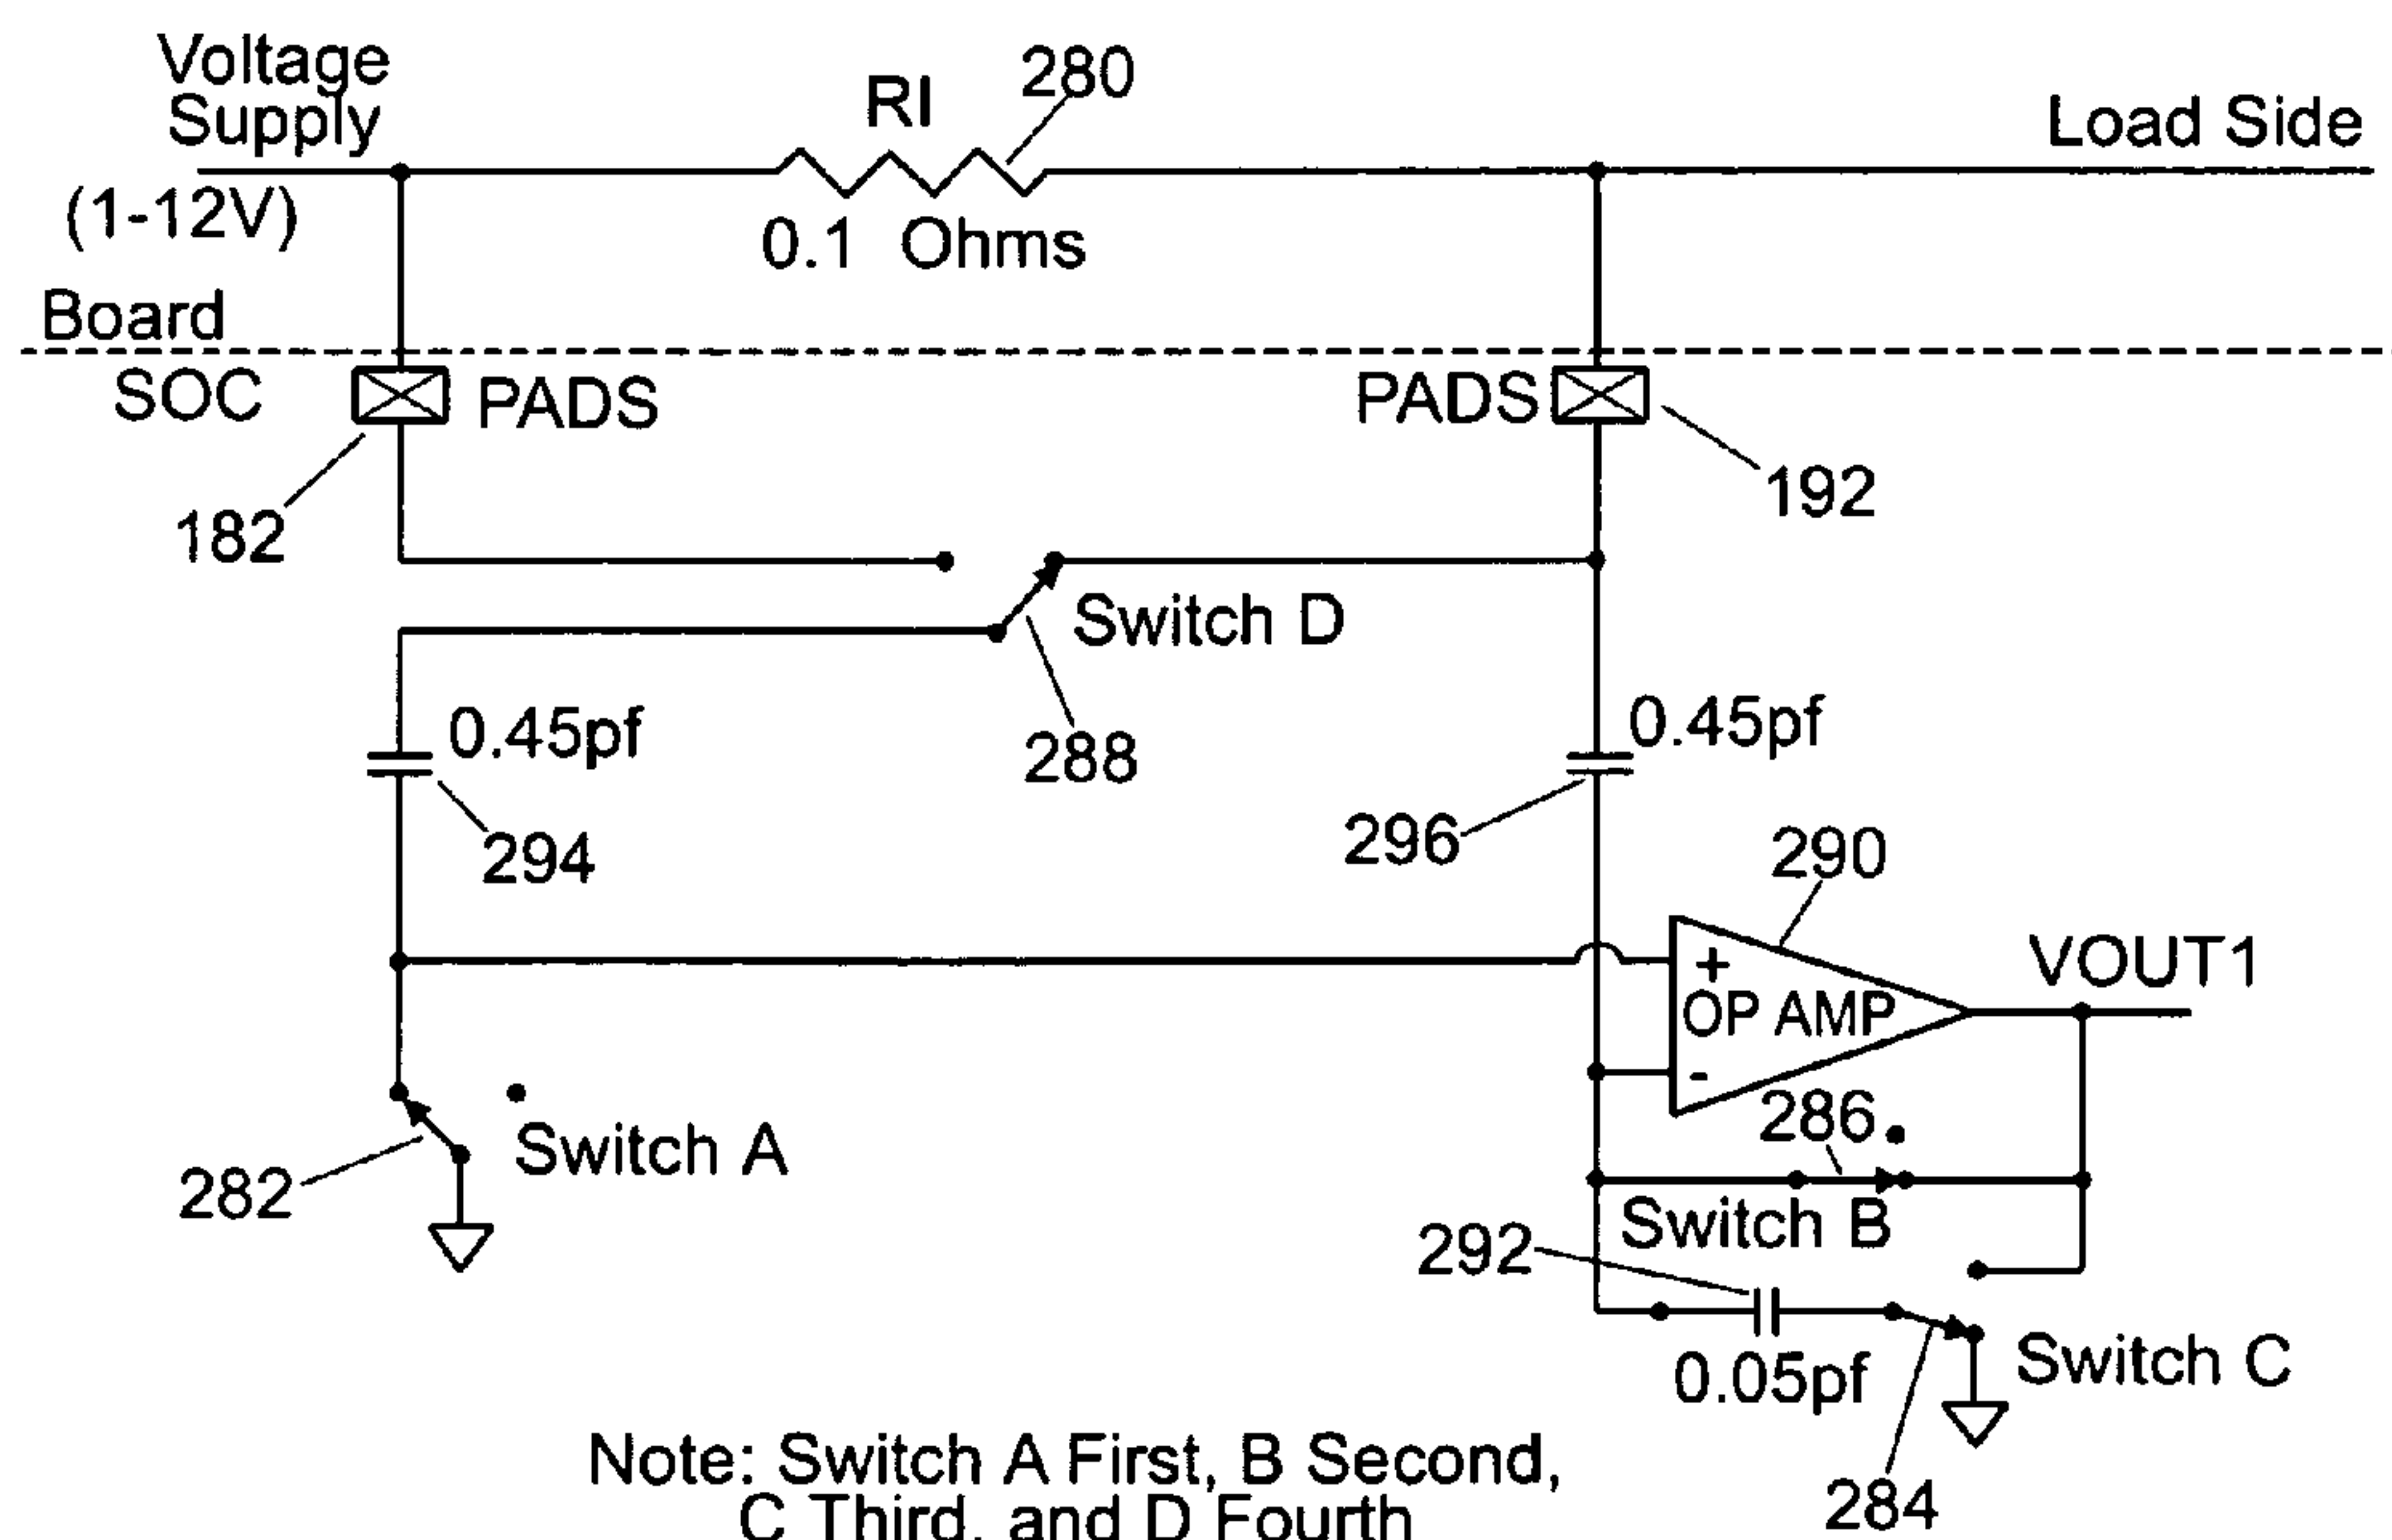 Voltage
Supply
(1-12V)
RI
280
0.1 Ohms
Load Side
Board
SOC
PADS
PADS
182
192
Switch D
288
0.45pf
294
0.45pf
296
290
+
OP AMP
-
VOUT1
286
Switch A
282
Switch B
292
0.05pf
Switch C
284
Note: Switch A First, B Second,
C Third, and D Fourth